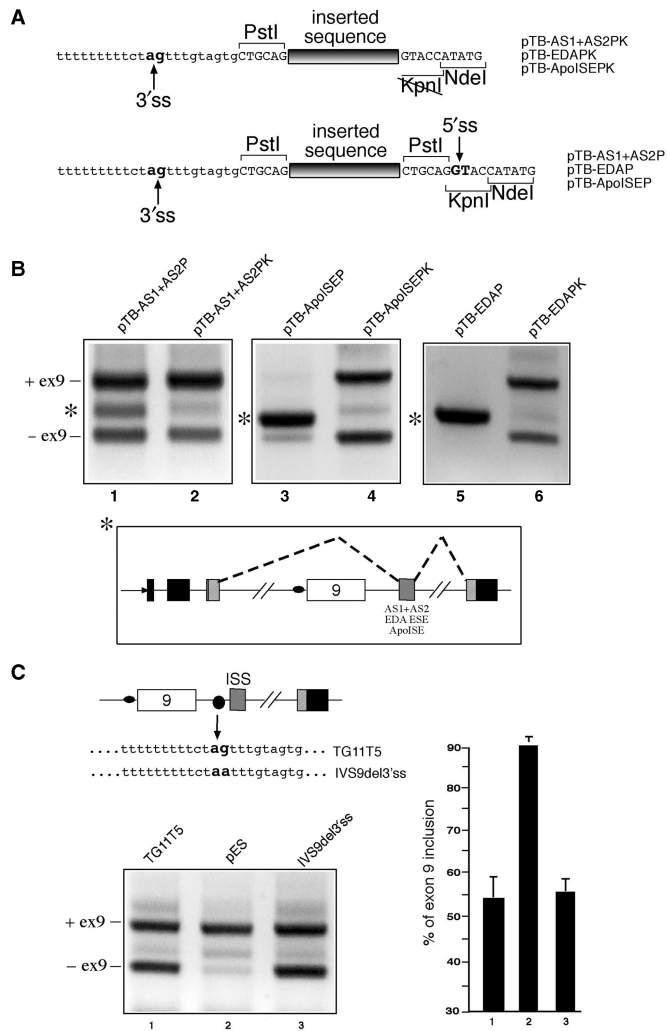 A
PstI
inserted
sequence
pTB-AS1+AS2PK
pTB-EDAPK
pTB-ApoISEPK
tttttttttctagtttgtagtgCTGCAG
GTACCATATG
KpnI
NdeI
3'ss
5'ss
PstI
inserted
sequence
PstI
pTB-AS1+AS2P
pTB-EDAP
pTB-ApoISEP
tttttttttctagtttgtagtgCTGCAG
CTGCAGGTACCATATG
KpnI
NdeI
3'ss
B
pTB-AS1+AS2P
pTB-AS1+AS2PK
pTB-ApoISEP
pTB-ApoISEPK
pTB-EDAP
pTB-EDAPK
+ ex9 –
*
– ex9 –
*
*
1 2 3 4 5 6
*
9
AS1+AS2
EDA ESE
ApoISE
C
ISS
9
....tttttttttctagtttgtagtg... TG11T5
....tttttttttctaatttgtagtg... IVS9del3'ss
TG11T5
pES
IVS9del3'ss
+ ex9 –
– ex9 –
1 2 3
% of exon 9 inclusion
90
80
70
60
50
40
30
1 2 3